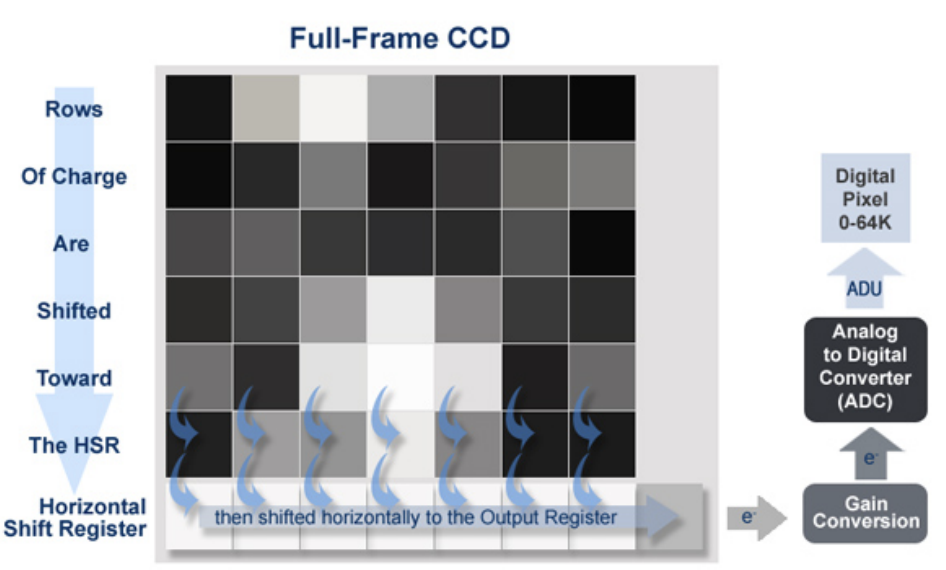 Full-Frame CCD
Rows
Of Charge
Are
Shifted
Toward
The HSR
Horizontal
Shift Register
then shifted horizontally to the Output Register
e-
Gain
Conversion
e-
Analog
to Digital
Converter
(ADC)
ADU
Digital
Pixel
0-64K